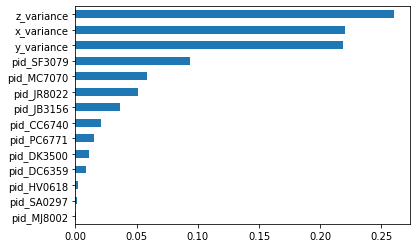 z_variance
x_variance
y_variance
pid_SF3079
pid_MC7070
pid_JR8022
pid_JB3156
pid_CC6740
pid_PC6771
pid_DK3500
pid_DC6359
pid_HV0618
pid_SA0297
pid_MJ8002
0.00 0.05 0.10 0.15 0.20 0.25